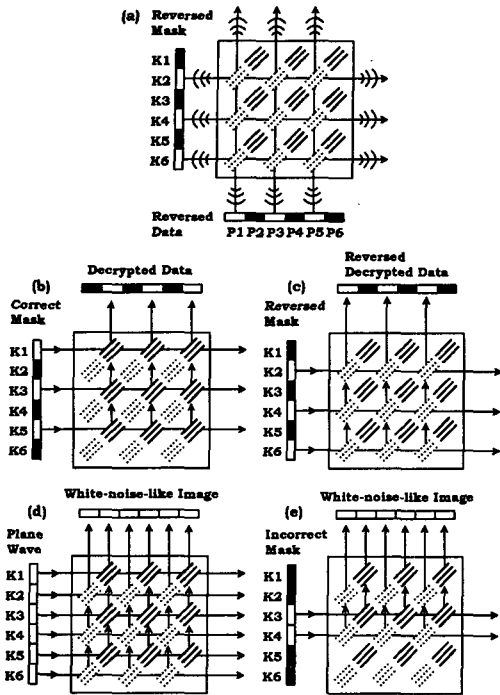 (a)
Reversed
Mask
K1
K2
K3
K4
K5
K6
Reversed
Data
P1 P2 P3 P4 P5 P6
(b)
Decrypted Data
Correct
Mask
K1
K2
K3
K4
K5
K6
(c)
Reversed
Decrypted Data
Reversed
Mask
K1
K2
K3
K4
K5
K6
(d)
White-noise-like Image
Plane
Wave
K1
K2
K3
K4
K5
K6
(e)
White-noise-like Image
Incorrect
Mask
K1
K2
K3
K4
K5
K6